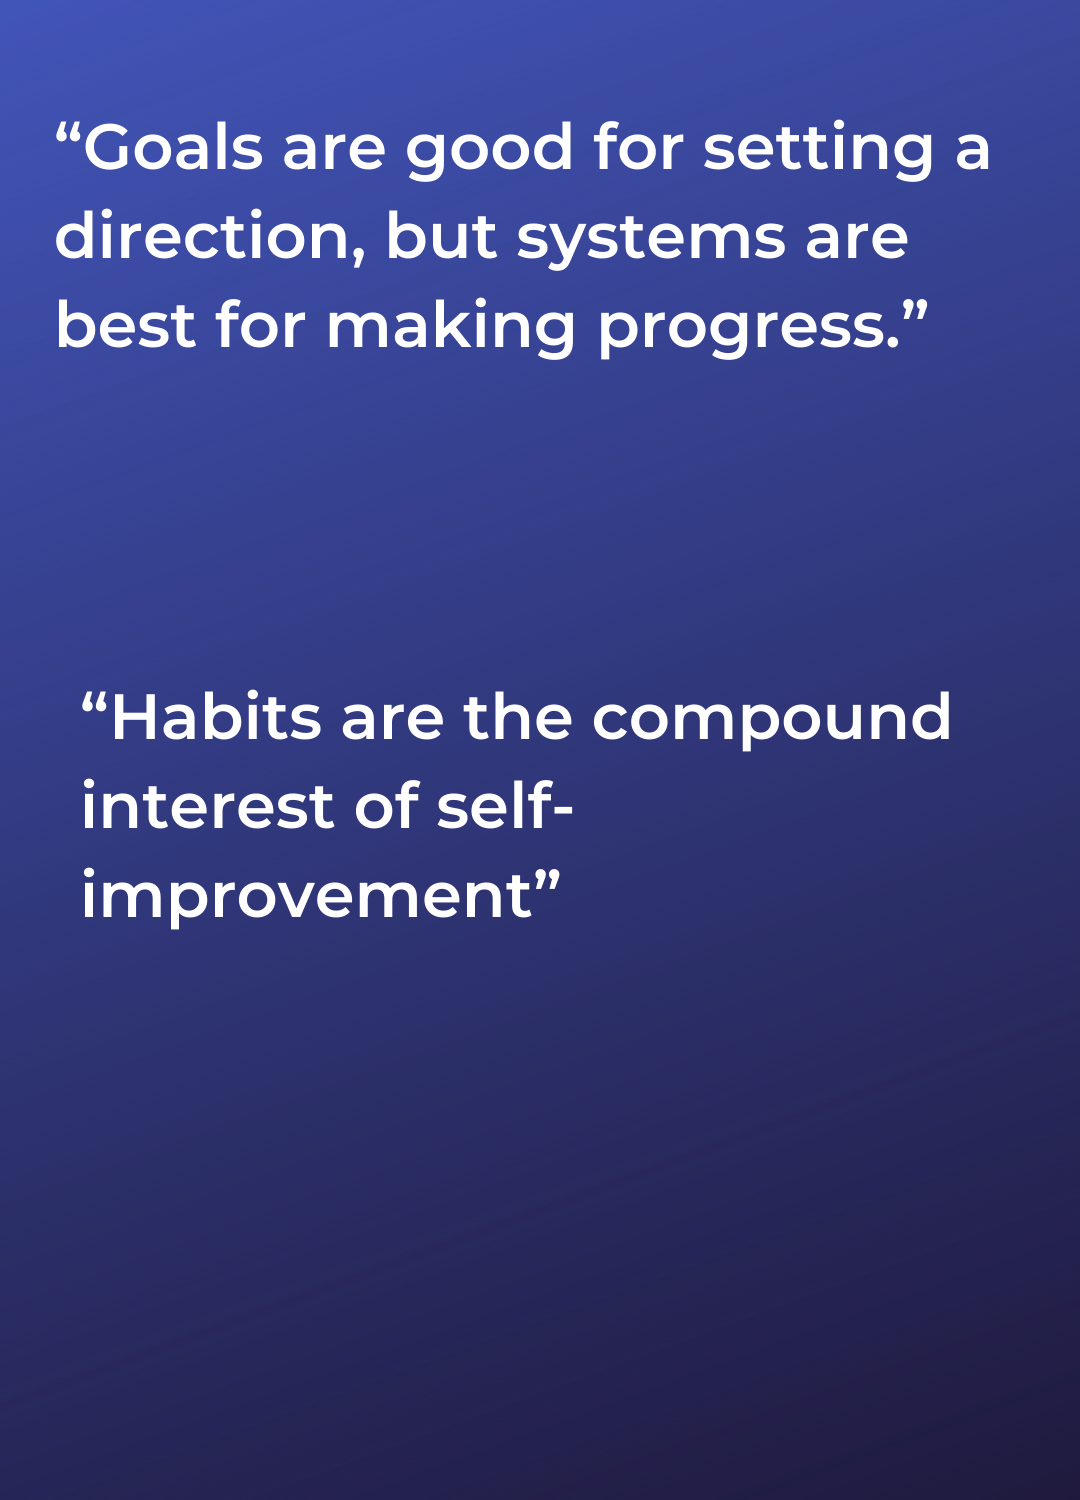 “Goals are good for setting a
direction, but systems are
best for making progress.”
“Habits are the compound
interest of self-
improvement”